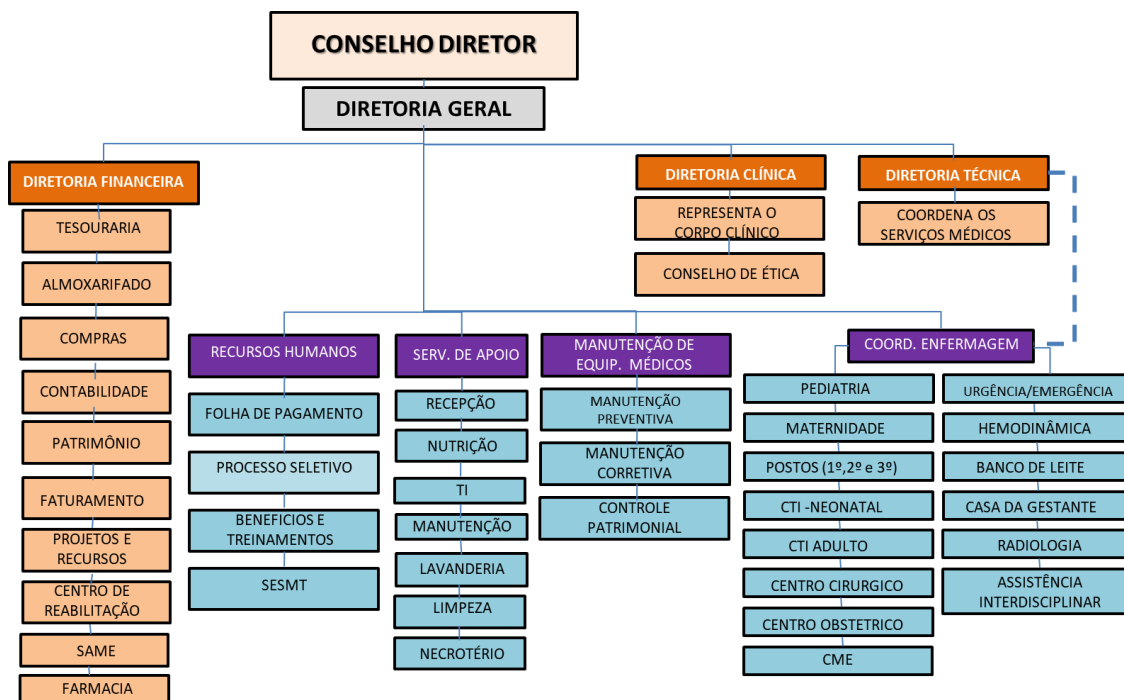 CONSELHO DIRETOR
DIRETORIA GERAL
DIRETORIA FINANCEIRA
TESOURARIA
ALMOXARIFADO
COMPRAS
CONTABILIDADE
PATRIMÔNIO
FATURAMENTO
PROJETOS E
RECURSOS
CENTRO DE
REABILITAÇÃO
SAME
FARMACIA
DIRETORIA CLÍNICA
REPRESENTA O
CORPO CLÍNICO
CONSELHO DE ÉTICA
DIRETORIA TÉCNICA
COORDENA OS
SERVIÇOS MÉDICOS
RECURSOS HUMANOS
FOLHA DE PAGAMENTO
PROCESSO SELETIVO
BENEFICIOS E
TREINAMENTOS
SESMT
SERV. DE APOIO
RECEPÇÃO
NUTRIÇÃO
TI
MANUTENÇÃO
LAVANDERIA
LIMPEZA
NECROTÉRIO
MANUTENÇÃO DE
EQUIP. MÉDICOS
MANUTENÇÃO
PREVENTIVA
MANUTENÇÃO
CORRETIVA
CONTROLE
PATRIMONIAL
COORD. ENFERMAGEM
PEDIATRIA
MATERNIDADE
POSTOS (1º,2º e 3º)
CTI -NEONATAL
CTI ADULTO
CENTRO CIRURGICO
CENTRO OBSTETRICO
CME
URGÊNCIA/EMERGÊNCIA
HEMODINÂMICA
BANCO DE LEITE
CASA DA GESTANTE
RADIOLOGIA
ASSISTÊNCIA
INTERDISCIPLINAR